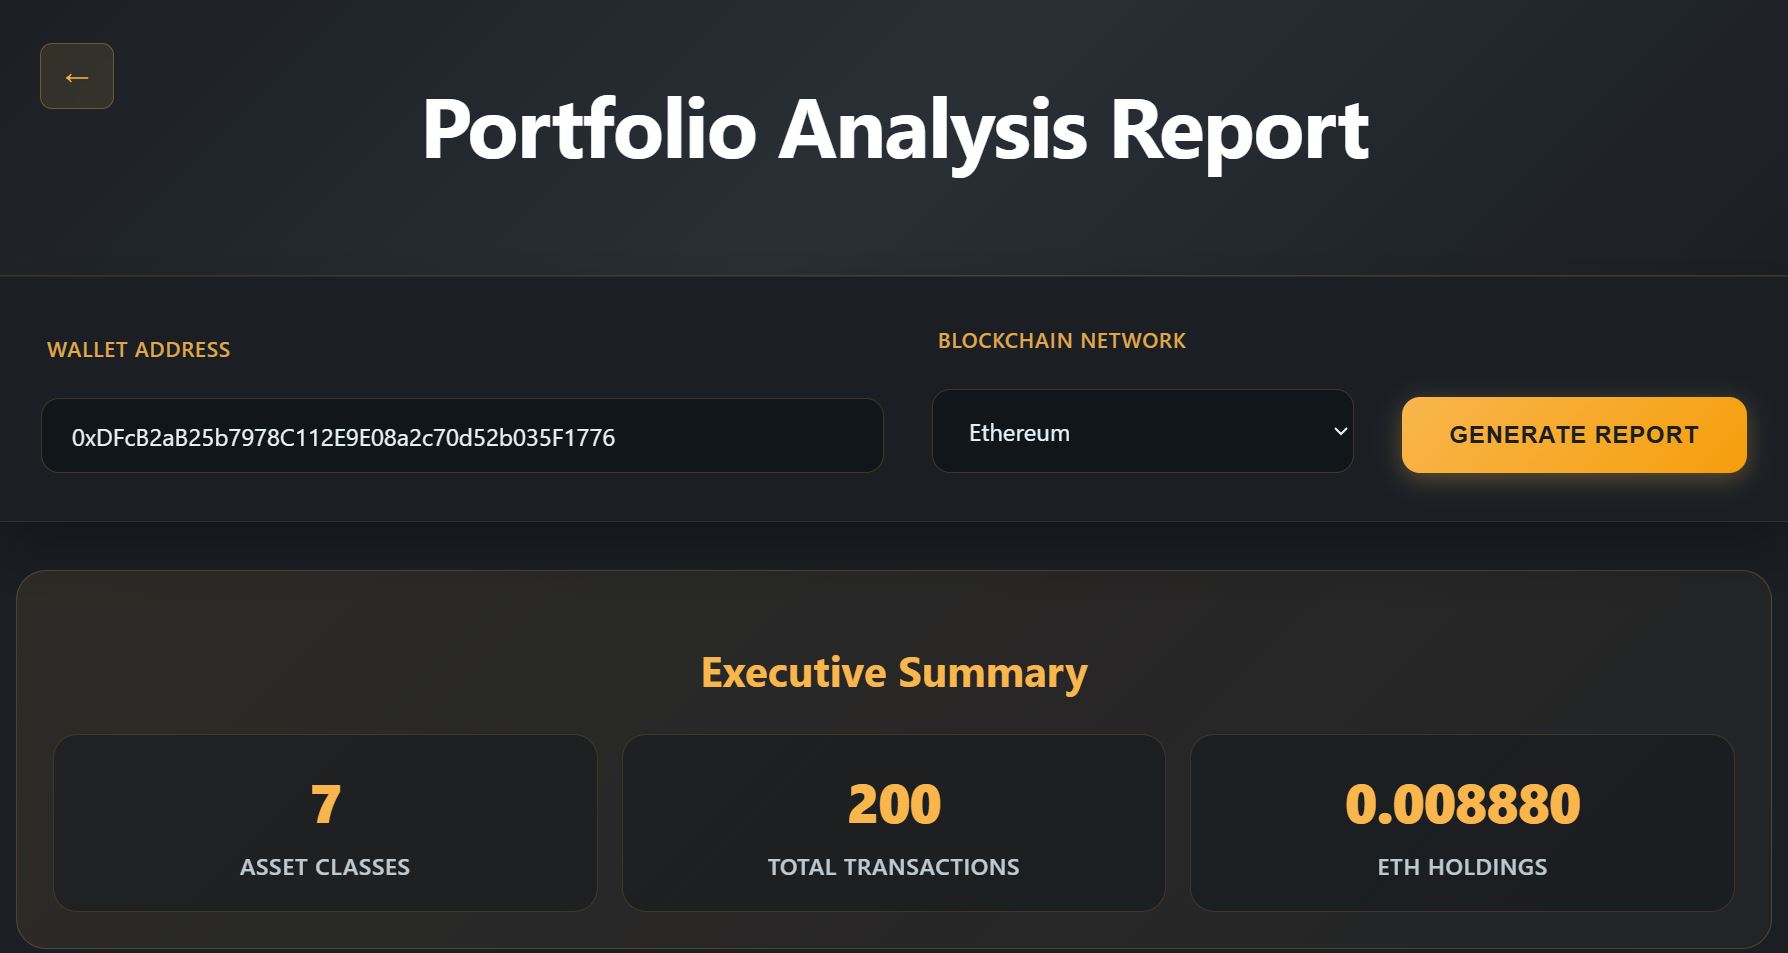 ←
Portfolio Analysis Report
WALLET ADDRESS
BLOCKCHAIN NETWORK
0xDFcB2aB25b7978C112E9E08a2c70d52b035F1776
Ethereum
GENERATE REPORT
Executive Summary
7
200
0.008880
ASSET CLASSES
TOTAL TRANSACTIONS
ETH HOLDINGS